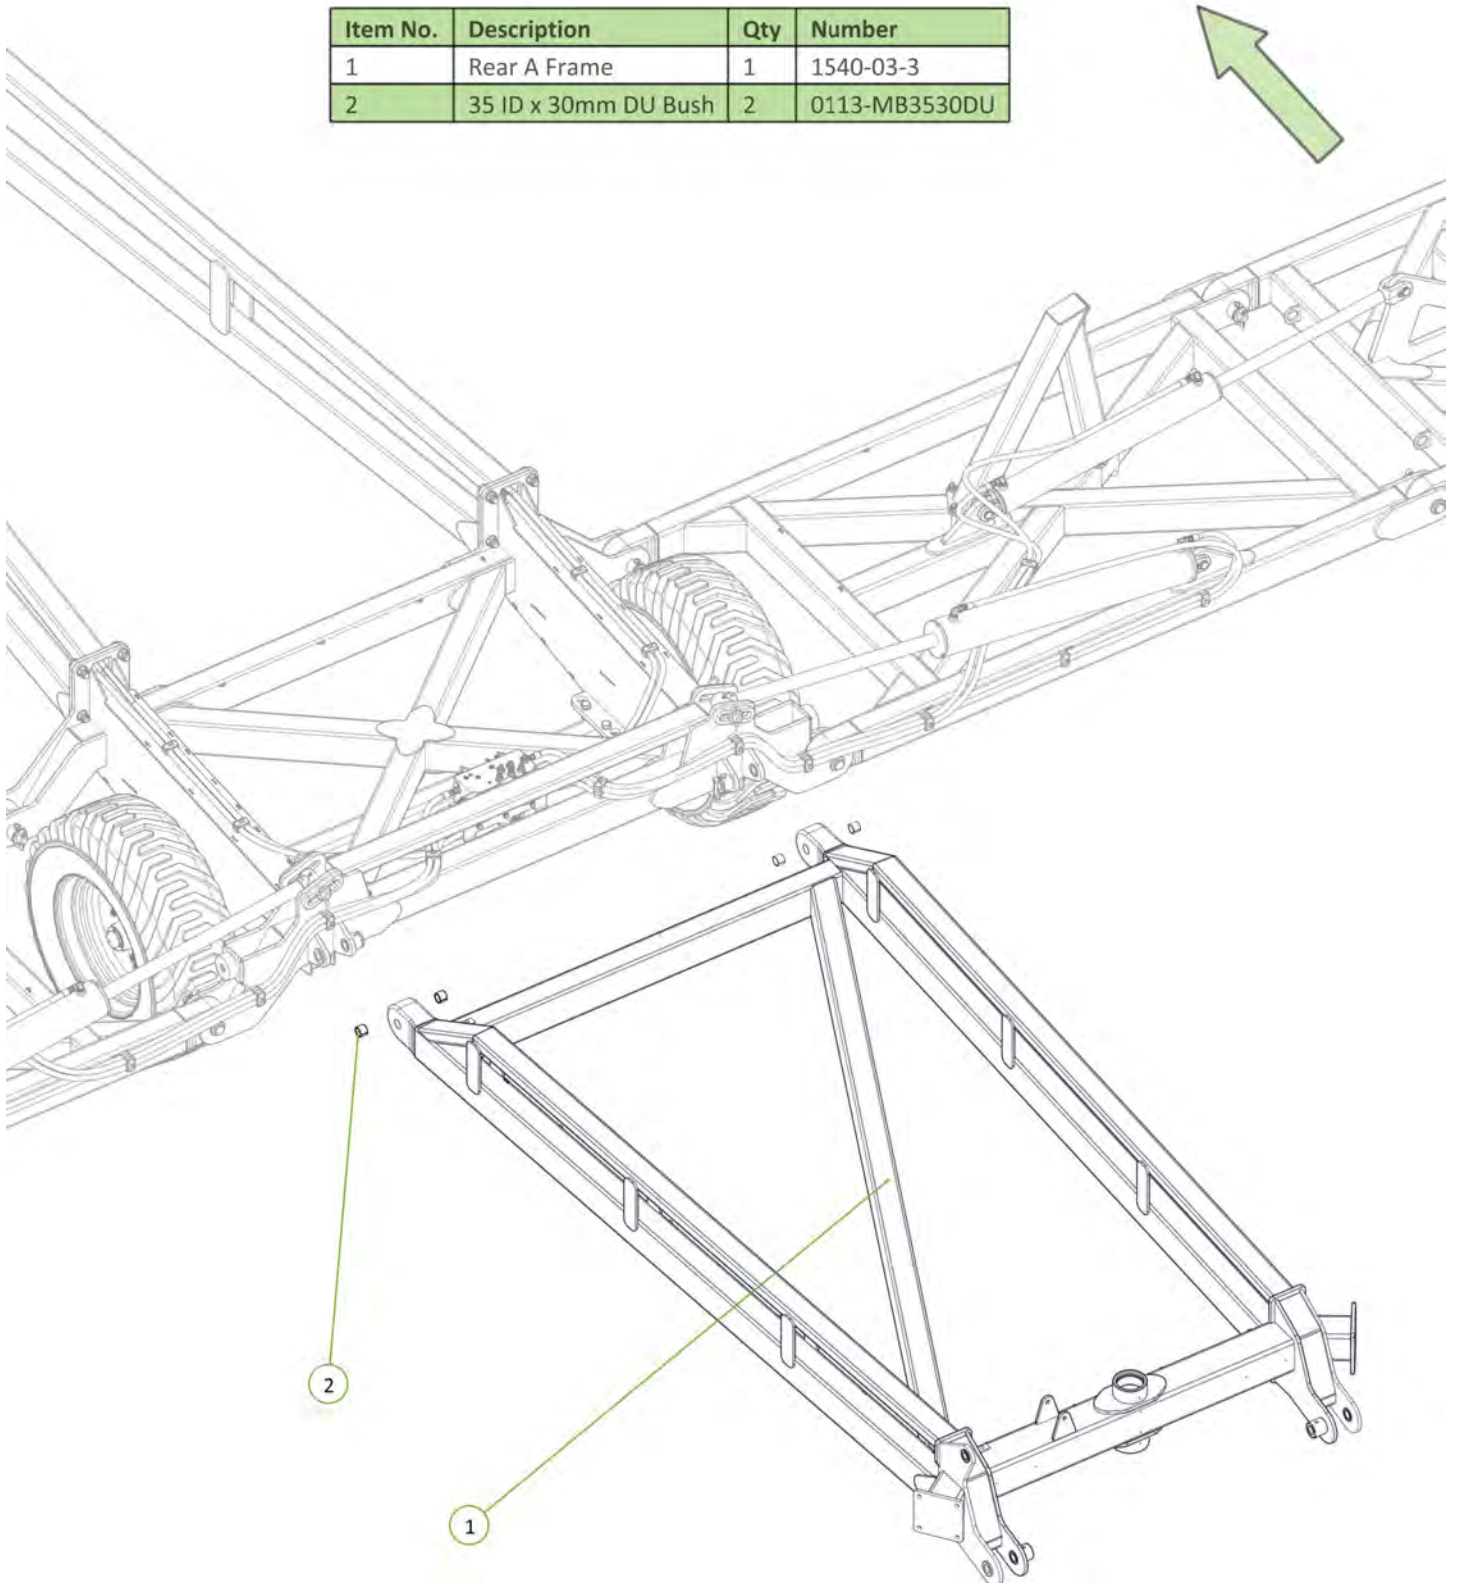 Item No. Description Qty Number
1 Rear A Frame 1 1540-03-3
2 35 ID x 30mm DU Bush 2 0113-MB3530DU
2
1